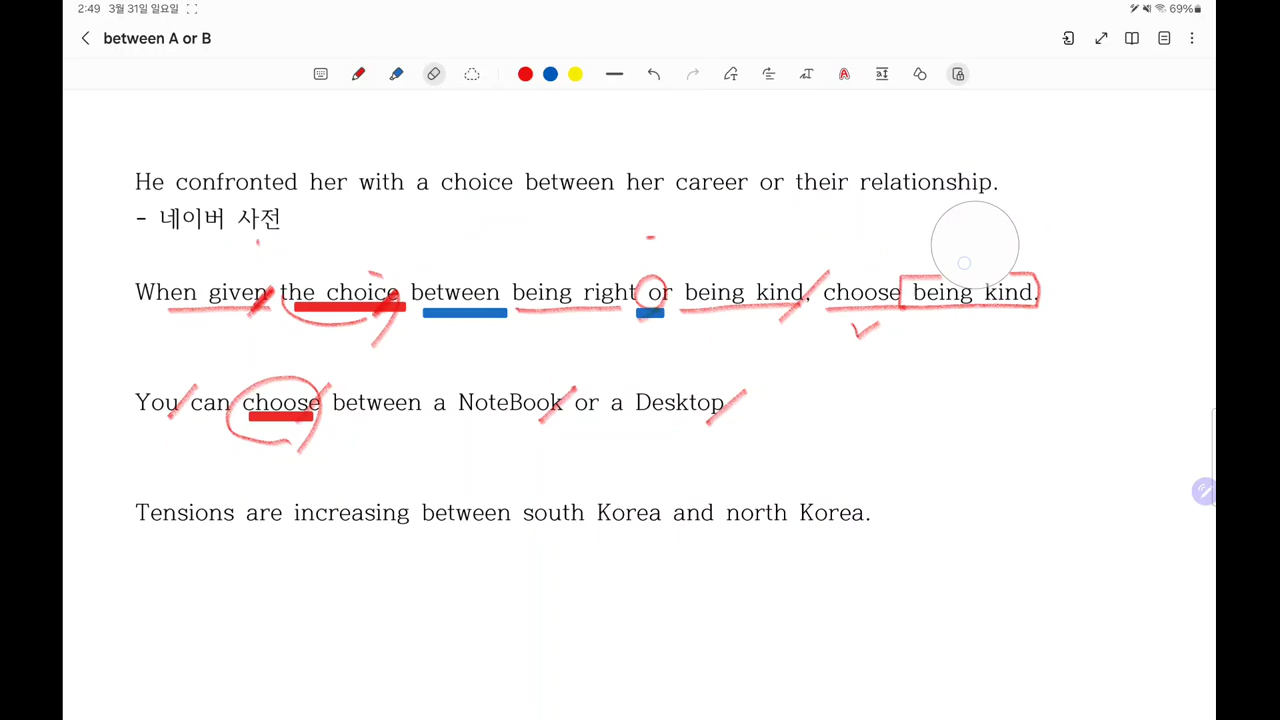 2:49 3월 31일 일요일 69%
between A or B
He confronted her with a choice between her career or their relationship.
- 네이버 사전
When given the choice between being right or being kind, choose being kind.
You can choose between a NoteBook or a Desktop
Tensions are increasing between south Korea and north Korea.